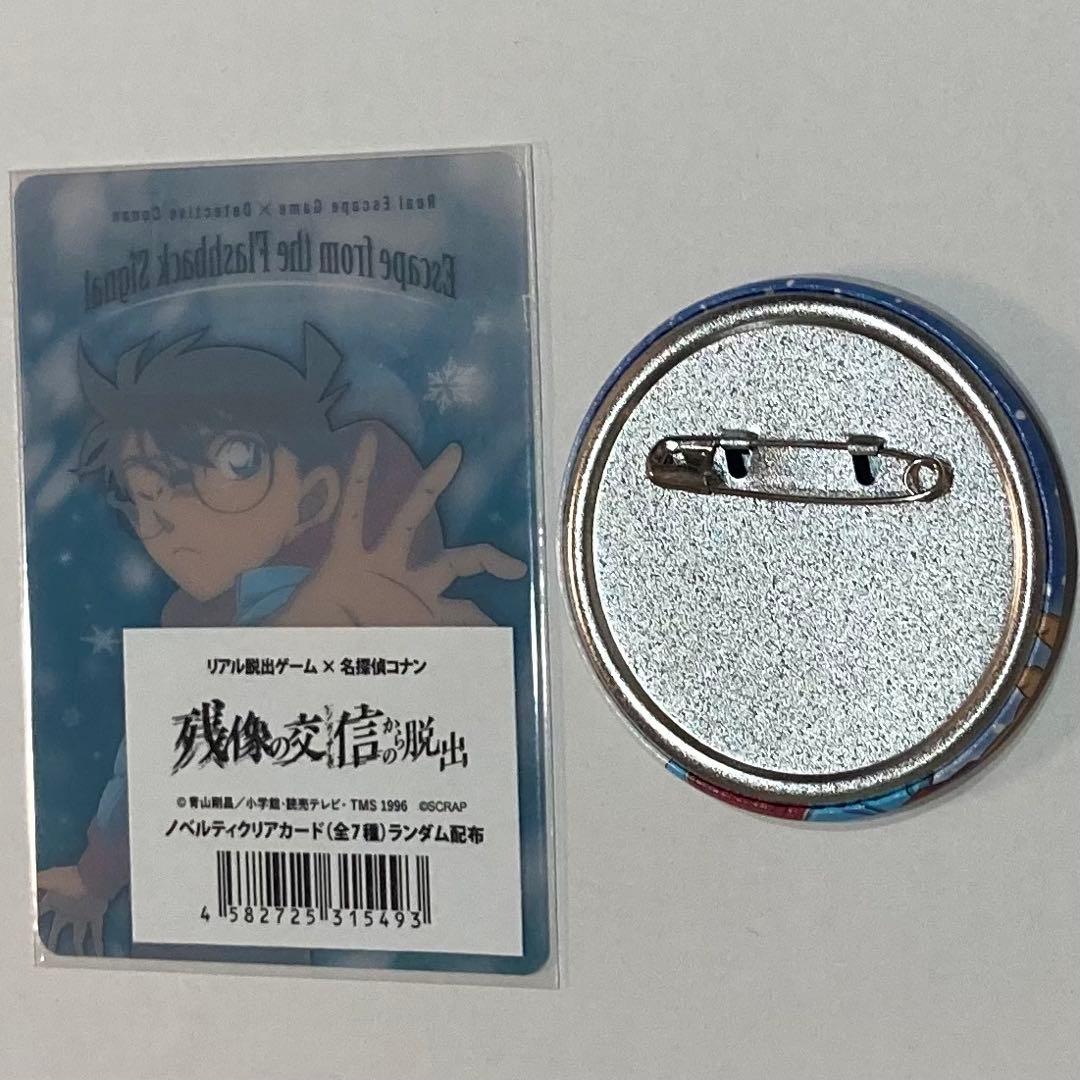 Real Escape Game × Detective Conan
Escape from the Flashback Signal
リアル脱出ゲーム × 名探偵コナン
残像の交信からの脱出
© 青山剛昌／小学館・読売テレビ・TMS 1996 ©SCRAP
ノベルティクリアカード（全7種）ランダム配布
4 582725 315493